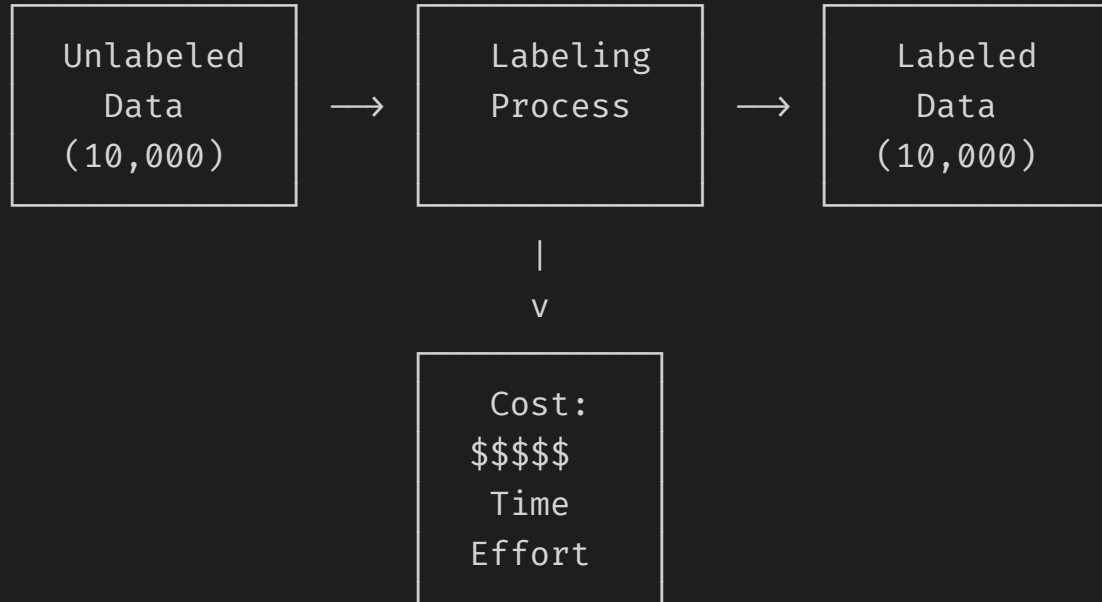 Unlabeled
Data
(10,000)
Labeling
Process
Labeled
Data
(10,000)
|
v
Cost:
$$$$$
Time
Effort